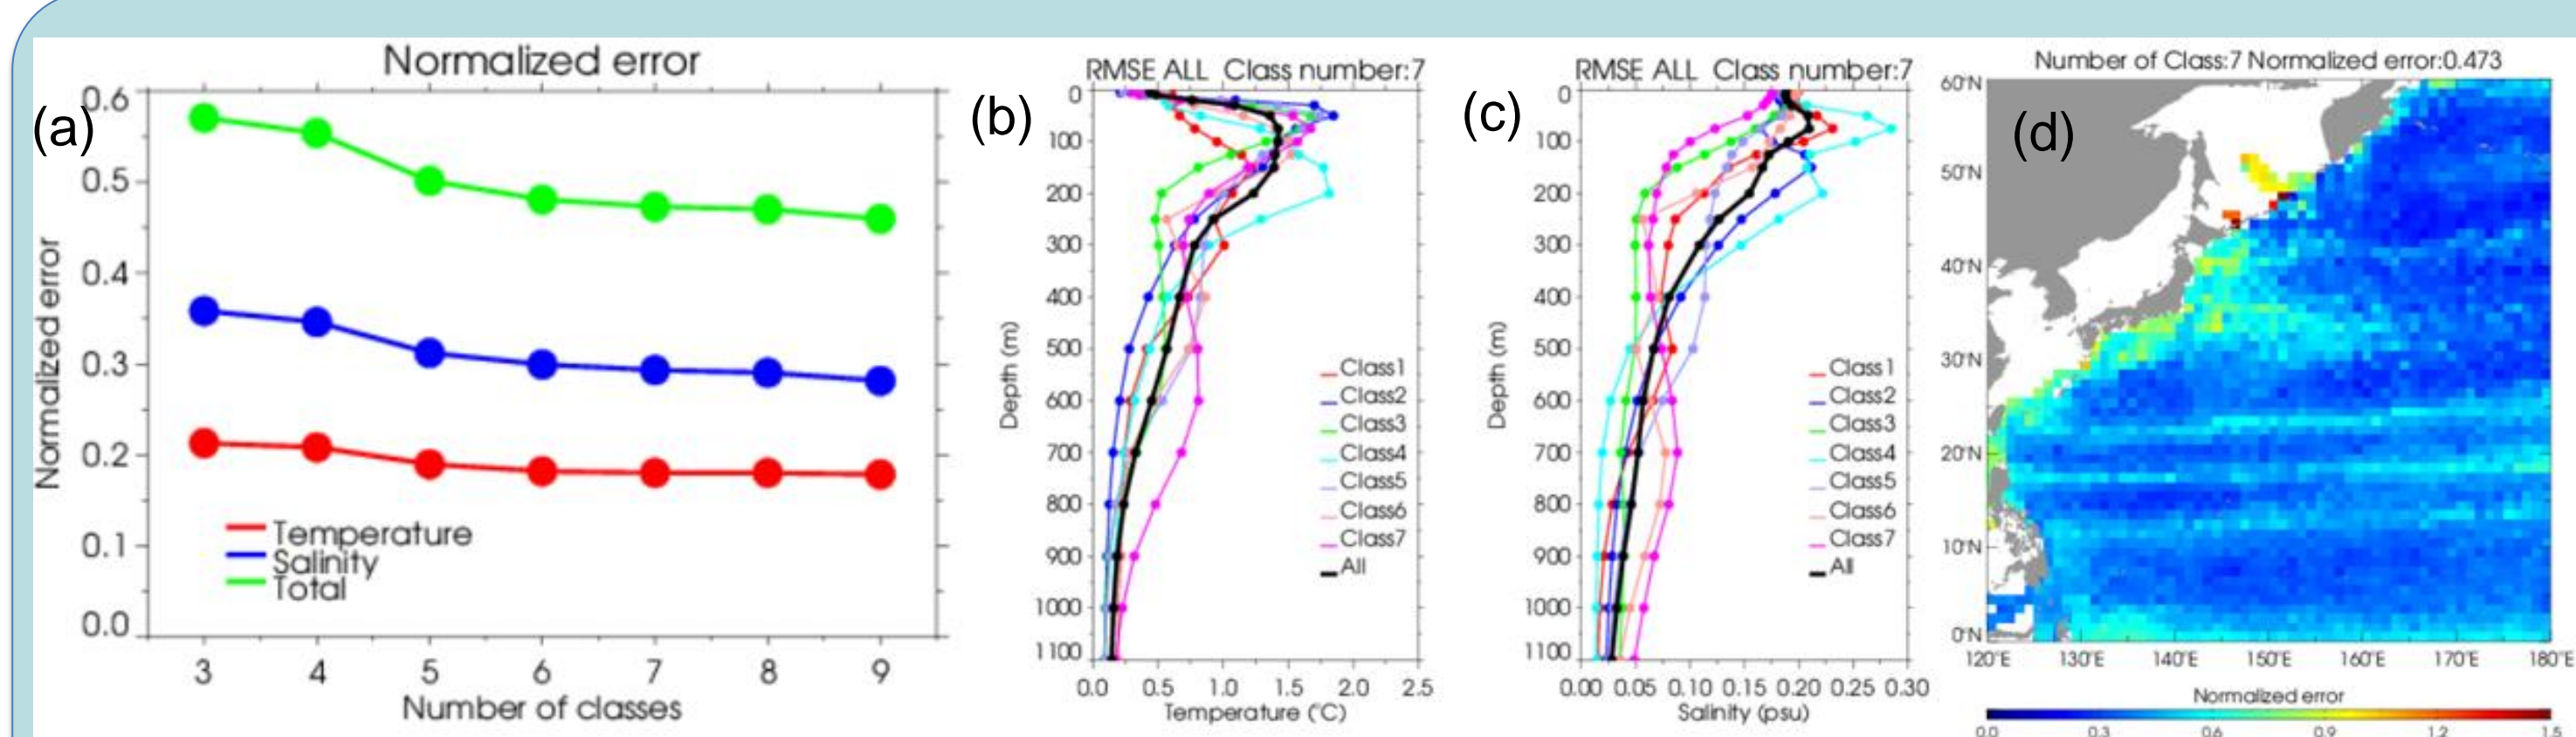 (a)
Normalized error
Normalized error
0.6
0.5
0.4
0.3
0.2
0.1
0.0
Temperature
Salinity
Total
3 4 5 6 7 8 9
Number of classes
(b)
RMSE ALL Class number:7
Depth (m)
0
100
200
300
400
500
600
700
800
900
1000
1100
Class1
Class2
Class3
Class4
Class5
Class6
Class7
All
0.0 0.5 1.0 1.5 2.0 2.5
Temperature (°C)
(c)
RMSE ALL Class number:7
Depth (m)
0
100
200
300
400
500
600
700
800
900
1000
1100
Class1
Class2
Class3
Class4
Class5
Class6
Class7
All
0.00 0.05 0.10 0.15 0.20 0.25 0.30
Salinity (psu)
Number of Class:7 Normalized error:0.473
(d)
60°N
50°N
40°N
30°N
20°N
10°N
0°N
120°E 130°E 140°E 150°E 160°E 170°E 180°E
Normalized error
0.0 0.3 0.6 0.9 1.2 1.5